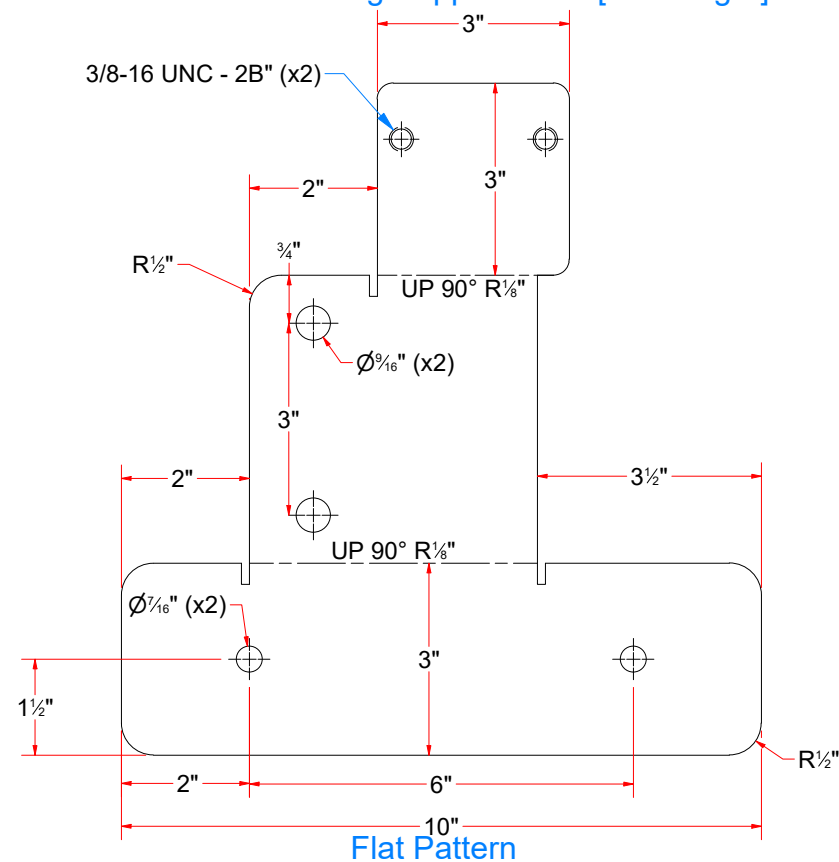 3"
3/8-16 UNC - 2B" (x2)
3"
2"
¾"
R½"
UP 90° R⅛"
Ø9⁄16" (x2)
3"
2"
3½"
UP 90° R⅛"
Ø7⁄16" (x2)
3"
1½"
R½"
2"
6"
10"
Flat Pattern